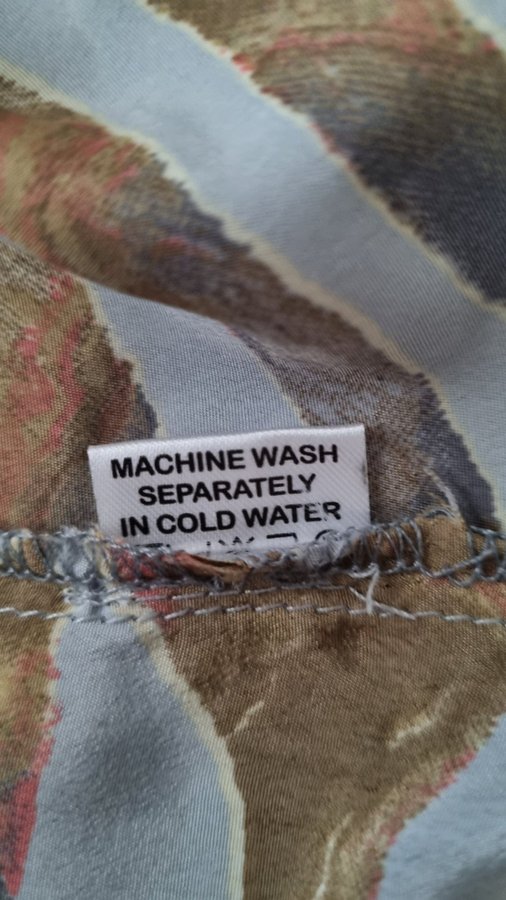 MACHINE WASH
SEPARATELY
IN COLD WATER